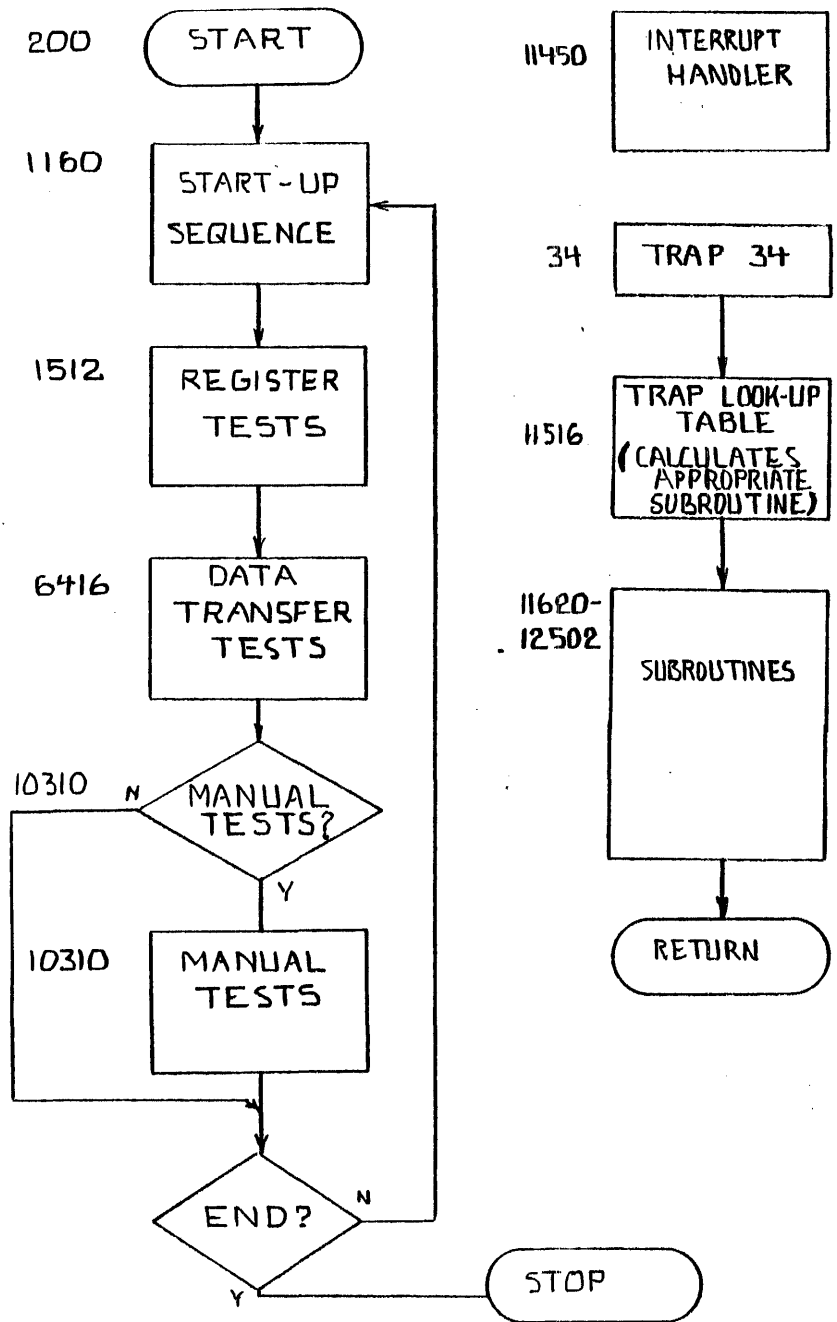 200
START
1160
START-UP
SEQUENCE
1512
REGISTER
TESTS
6416
DATA
TRANSFER
TESTS
10310
N
MANUAL
TESTS?
Y
10310
MANUAL
TESTS
END?
N
Y
STOP
11450
INTERRUPT
HANDLER
34
TRAP 34
11516
TRAP LOOK-UP
TABLE
(CALCULATES
APPROPRIATE
SUBROUTINE)
11620-
12502
SUBROUTINES
RETURN